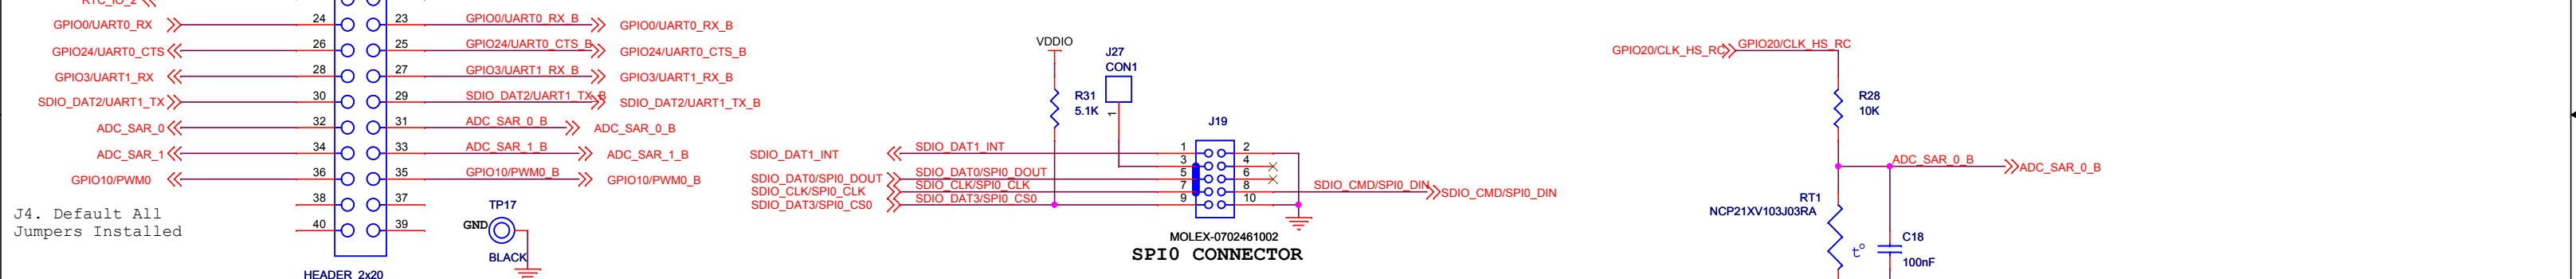 GPIO0/UART0_RX 24 23 GPIO0/UART0_RX_B GPIO0/UART0_RX_B
GPIO24/UART0_CTS 26 25 GPIO24/UART0_CTS_B GPIO24/UART0_CTS_B
GPIO3/UART1_RX 28 27 GPIO3/UART1_RX_B GPIO3/UART1_RX_B
SDIO_DAT2/UART1_TX 30 29 SDIO_DAT2/UART1_TX_B SDIO_DAT2/UART1_TX_B
ADC_SAR_0 32 31 ADC_SAR_0_B ADC_SAR_0_B
ADC_SAR_1 34 33 ADC_SAR_1_B ADC_SAR_1_B
GPIO10/PWM0 36 35 GPIO10/PWM0_B GPIO10/PWM0_B
38 37
40 39
J4. Default All
Jumpers Installed
HEADER 2x20
TP17
GND
BLACK
VDDIO
R31
5.1K
J27
CON1
1
J19
SDIO_DAT1_INT SDIO_DAT1_INT 1 2
3 4
SDIO_DAT0/SPI0_DOUT SDIO_DAT0/SPI0_DOUT 5 6
SDIO_CLK/SPI0_CLK SDIO_CLK/SPI0_CLK 7 8 SDIO_CMD/SPI0_DIN SDIO_CMD/SPI0_DIN
SDIO_DAT3/SPI0_CS0 SDIO_DAT3/SPI0_CS0 9 10
MOLEX-0702461002
SPI0 CONNECTOR
GPIO20/CLK_HS_RC GPIO20/CLK_HS_RC
R28
10K
ADC_SAR_0_B ADC_SAR_0_B
RT1
NCP21XV103J03RA
t°
C18
100nF